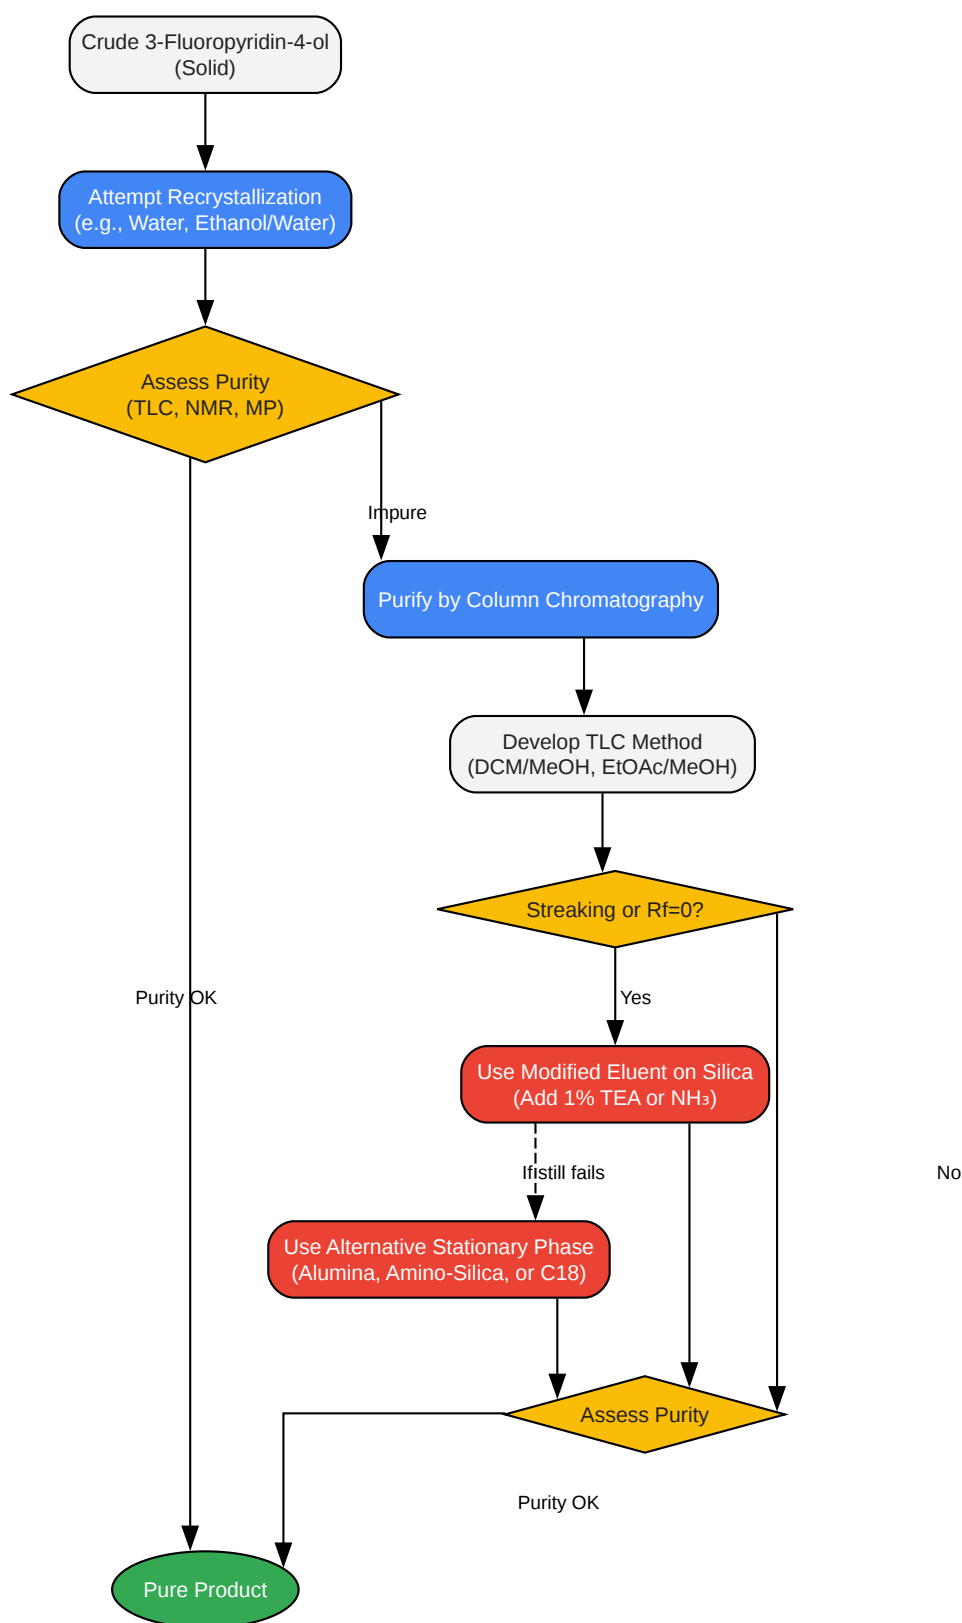 Crude 3-Fluoropyridin-4-ol
(Solid)
Attempt Recrystallization
(e.g., Water, Ethanol/Water)
Assess Purity
(TLC, NMR, MP)
Impure
Purify by Column Chromatography
Develop TLC Method
(DCM/MeOH, EtOAc/MeOH)
Streaking or Rf=0?
Purity OK
Yes
Use Modified Eluent on Silica
(Add 1% TEA or NH₃)
If still fails
No
Use Alternative Stationary Phase
(Alumina, Amino-Silica, or C18)
Assess Purity
Purity OK
Pure Product